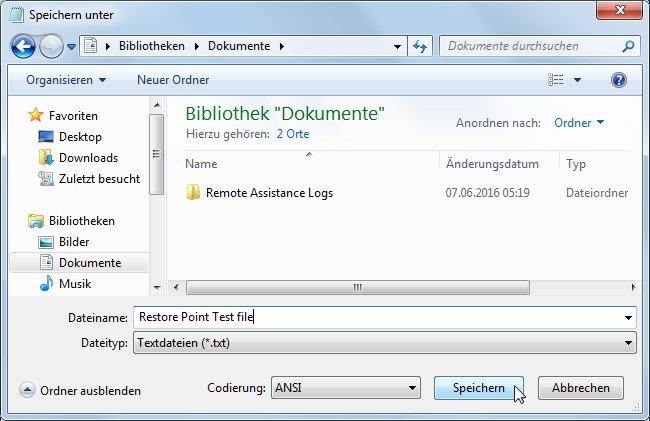 Speichern unter
Bibliotheken Dokumente
Dokumente durchsuchen
Organisieren Neuer Ordner
Favoriten
Desktop
Downloads
Zuletzt besucht
Bibliotheken
Bilder
Dokumente
Musik
Bibliothek "Dokumente"
Hierzu gehören: 2 Orte
Anordnen nach: Ordner
Name Änderungsdatum Typ
Remote Assistance Logs 07.06.2016 05:19 Dateiordner
Dateiname: Restore Point Test file
Dateityp: Textdateien (*.txt)
Ordner ausblenden Codierung: ANSI Speichern Abbrechen